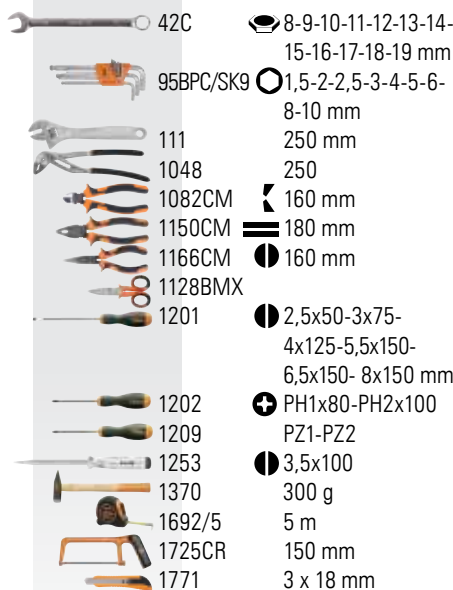 42C 8-9-10-11-12-13-14-
15-16-17-18-19 mm
95BPC/SK9 1,5-2-2,5-3-4-5-6-
8-10 mm
111 250 mm
1048 250
1082CM 160 mm
1150CM 180 mm
1166CM 160 mm
1128BMX
1201 2,5x50-3x75-
4x125-5,5x150-
6,5x150- 8x150 mm
1202 PH1x80-PH2x100
1209 PZ1-PZ2
1253 3,5x100
1370 300 g
1692/5 5 m
1725CR 150 mm
1771 3 x 18 mm